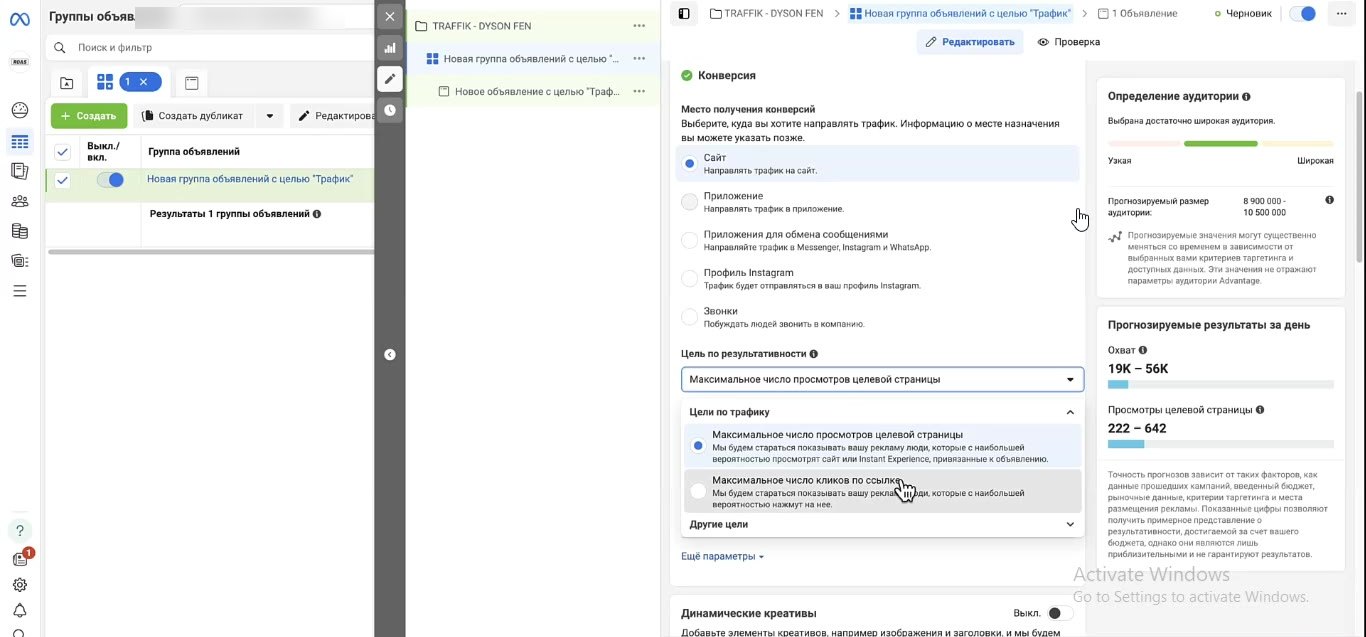 Группы объяв
TRAFFIK - DYSON FEN
TRAFFIK - DYSON FEN
Новая группа объявлений с целью "Трафик"
1 Объявление
Черновик
Редактировать
Проверка
ROAS
Поиск и фильтр
1
Создать
Создать дубликат
Редактирова
Выкл./
вкл.
Группа объявлений
Новая группа объявлений с целью "Трафик"
Результаты 1 группы объявлений
?
1
Новая группа объявлений с целью "...
Новое объявление с целью "Траф...
Конверсия
Место получения конверсий
Выберите, куда вы хотите направлять трафик. Информацию о месте назначения
вы можете указать позже.
Сайт
Направлять трафик на сайт.
Приложение
Направлять трафик в приложение.
Приложения для обмена сообщениями
Направляйте трафик в Messenger, Instagram и WhatsApp.
Профиль Instagram
Трафик будет отправляться в ваш профиль Instagram.
Звонки
Побуждать людей звонить в компанию.
Цель по результативности
Максимальное число просмотров целевой страницы
Цели по трафику
Максимальное число просмотров целевой страницы
Мы будем стараться показывать вашу рекламу люди, которые с наибольшей
вероятностью просмотрят сайт или Instant Experience, привязанные к объявлению.
Максимальное число кликов по ссылке
Мы будем стараться показывать вашу люди, которые с наибольшей
вероятностью нажмут на нее.
Другие цели
Ещё параметры
Динамические креативы
Выкл.
Добавьте элементы креативов, например изображения и заголовки, и мы будем
Определение аудитории
Выбрана достаточно широкая аудитория.
Узкая
Широкая
Прогнозируемый размер
аудитории:
8 900 000 -
10 500 000
Прогнозируемые значения могут существенно
меняться со временем в зависимости от
выбранных вами критериев таргетинга и
доступных данных. Эти значения не отражают
параметры аудитории Advantage.
Прогнозируемые результаты за день
Охват
19K – 56K
Просмотры целевой страницы
222 – 642
Точность прогнозов зависит от таких факторов, как
данные прошедших кампаний, введенный бюджет,
рыночные данные, критерии таргетинга и места
размещения рекламы. Показанные цифры позволяют
получить примерное представление о
результативности, достигаемой за счет вашего
бюджета, однако они являются лишь
приблизительными и не гарантируют результатов.
Activate Windows
Go to Settings to activate Windows.